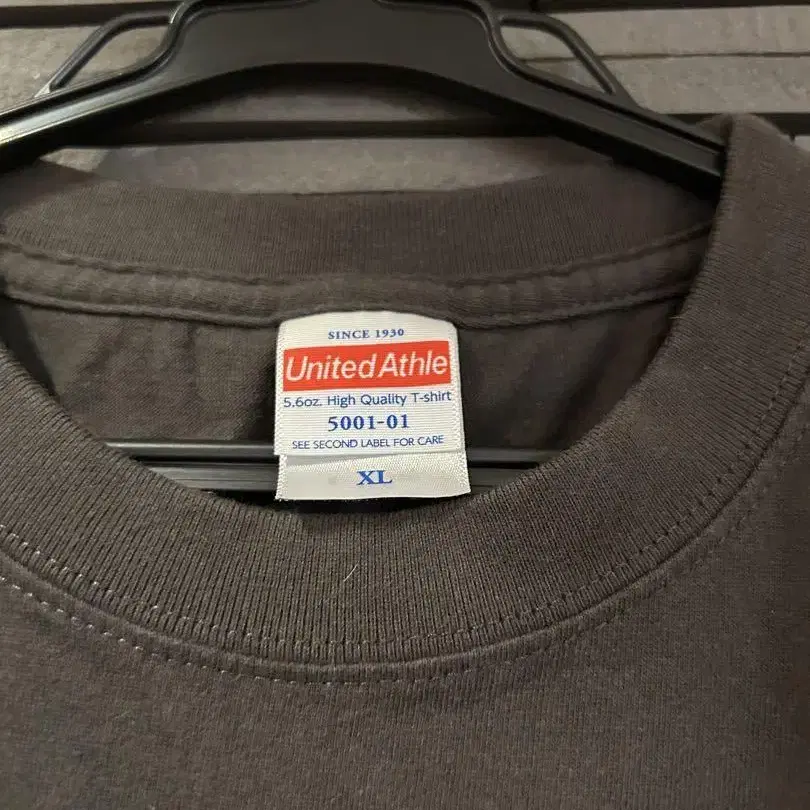 SINCE 1930
United Athle
5.6oz. High Quality T-shirt
5001-01
SEE SECOND LABEL FOR CARE
XL